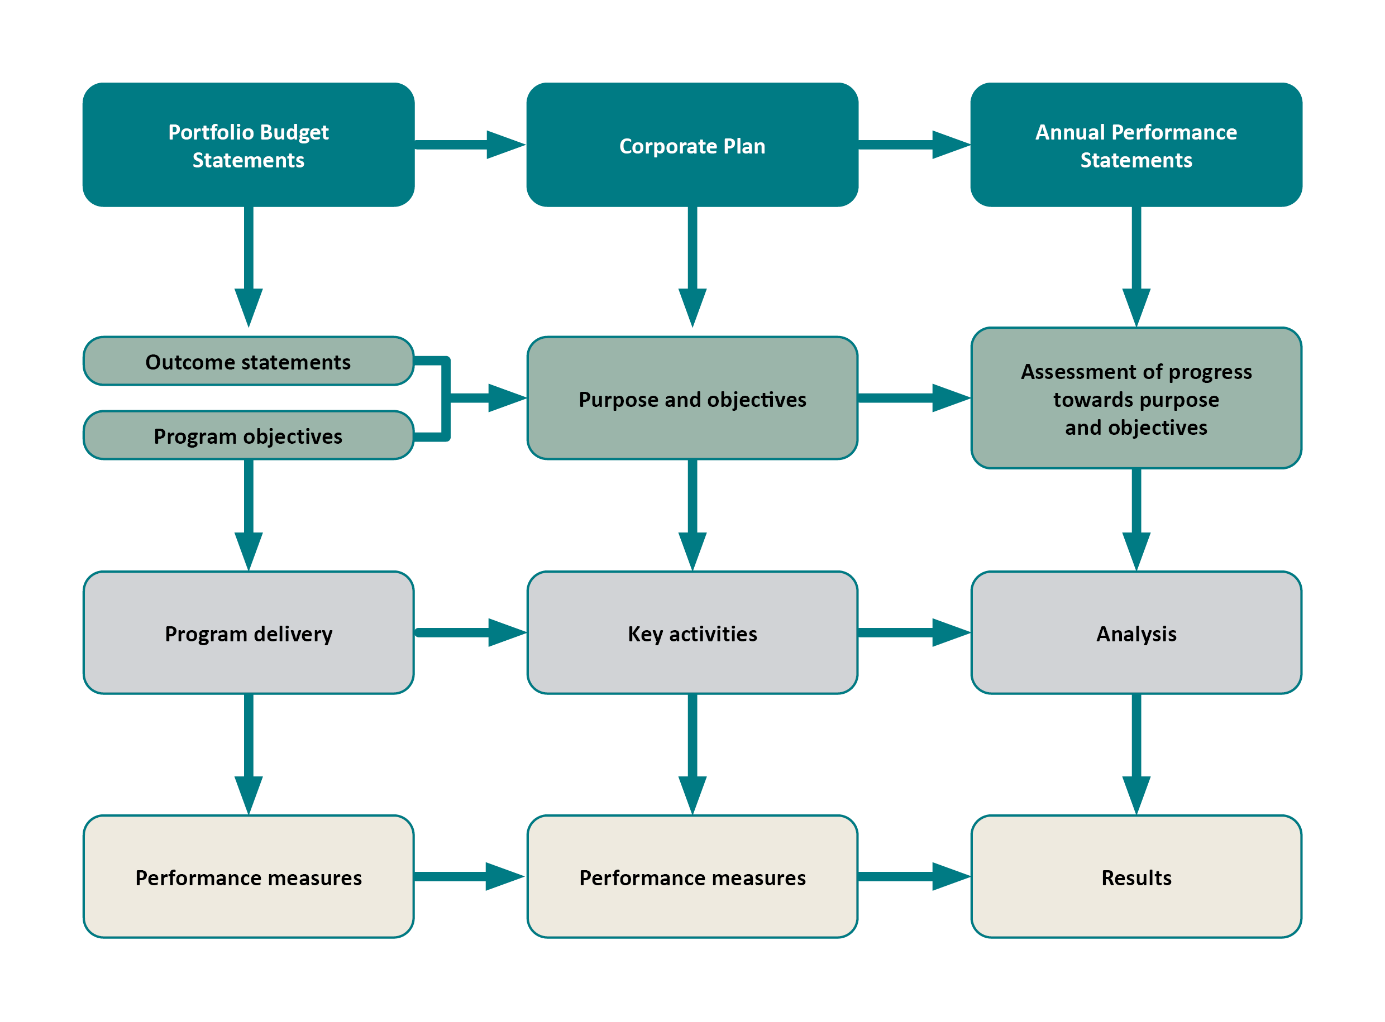 Portfolio Budget
Statements
Corporate Plan
Annual Performance
Statements
Outcome statements
Program objectives
Purpose and objectives
Assessment of progress
towards purpose
and objectives
Program delivery
Key activities
Analysis
Performance measures
Performance measures
Results